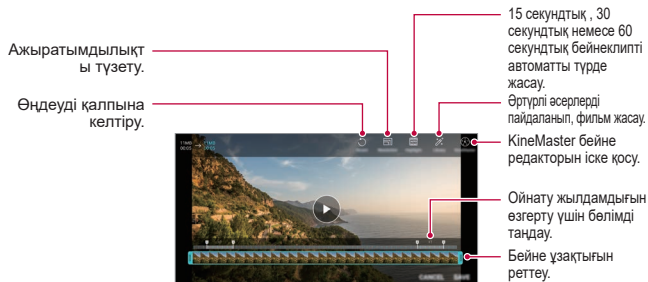 Ажыратымдылықт
ы түзету.
Өңдеуді қалпына
келтіру.
15 секундтық , 30
секундтық немесе 60
секундтық бейнеклипті
автоматты түрде
жасау.
Әртүрлі әсерлерді
пайдаланып, фильм жасау.
KineMaster бейне
редакторын іске қосу.
Ойнату жылдамдығын
өзгерту үшін бөлімді
таңдау.
Бейне ұзақтығын
реттеу.
CANCEL SAVE